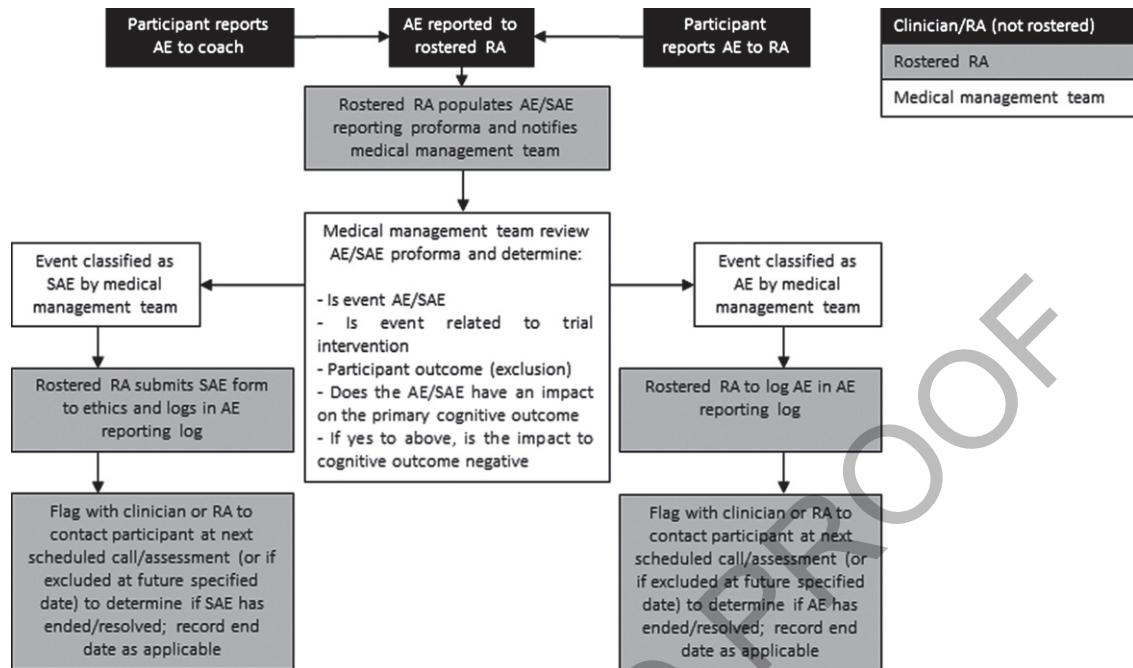 Participant reports
AE to coach
AE reported to
rostered RA
Participant
reports AE to RA
Clinician/RA (not rostered)
Rostered RA
Medical management team
Rostered RA populates AE/SAE
reporting proforma and notifies
medical management team
Medical management team review
AE/SAE proforma and determine:
- Is event AE/SAE
- Is event related to trial
intervention
- Participant outcome (exclusion)
- Does the AE/SAE have an impact
on the primary cognitive outcome
- If yes to above, is the impact to
cognitive outcome negative
Event classified as
SAE by medical
management team
Event classified as
AE by medical
management team
Rostered RA submits SAE form
to ethics and logs in AE
reporting log
Rostered RA to log AE in AE
reporting log
Flag with clinician or RA to
contact participant at next
scheduled call/assessment (or if
excluded at future specified
date) to determine if SAE has
ended/resolved; record end
date as applicable
Flag with clinician or RA to
contact participant at next
scheduled call/assessment (or
if excluded at future specified
date) to determine if AE has
ended/resolved; record end
date as applicable
PROOF